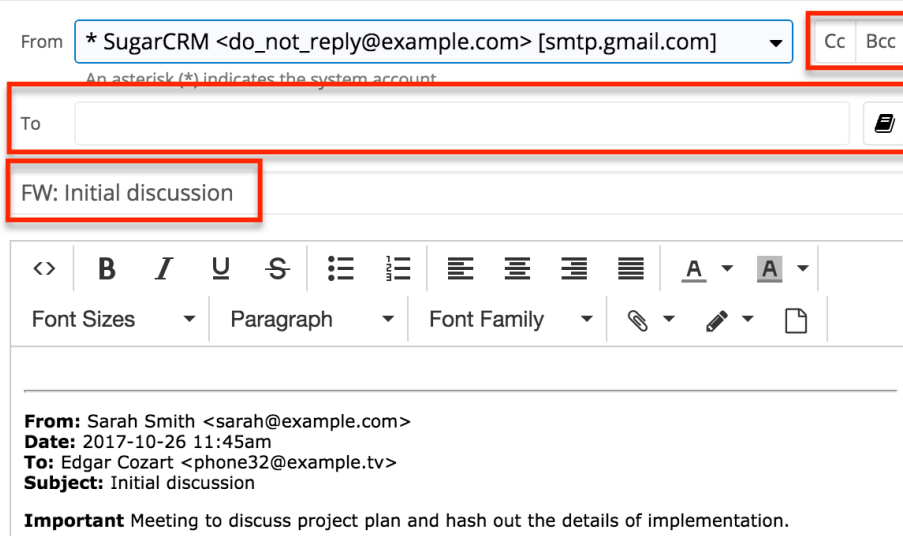 From * SugarCRM <do_not_reply@example.com> [smtp.gmail.com] Cc Bcc
An asterisk (*) indicates the system account
To
FW: Initial discussion
<> B I U S 1 2 3 A A
Font Sizes Paragraph Font Family
From: Sarah Smith <sarah@example.com>
Date: 2017-10-26 11:45am
To: Edgar Cozart <phone32@example.tv>
Subject: Initial discussion
Important Meeting to discuss project plan and hash out the details of implementation.